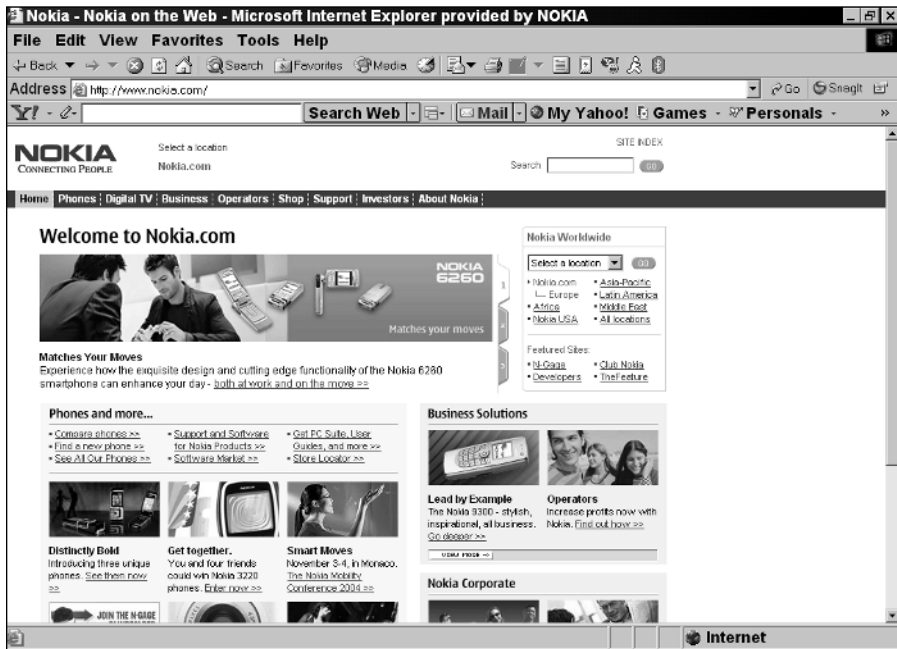 Nokia - Nokia on the Web - Microsoft Internet Explorer provided by NOKIA
File Edit View Favorites Tools Help
Back Search Favorites Media
Address http://www.nokia.com/ Go SnagIt
Y! Search Web Mail My Yahoo! Games Personals »
NOKIA
CONNECTING PEOPLE
Select a location
Nokia.com
SITE INDEX
Search GO
Home Phones Digital TV Business Operators Shop Support Investors About Nokia
Welcome to Nokia.com
NOKIA
6260
Matches your moves
1
Matches Your Moves
Experience how the exquisite design and cutting edge functionality of the Nokia 6260
smartphone can enhance your day - both at work and on the move >>
Nokia Worldwide
Select a location GO
• Nokia.com • Asia-Pacific
Europe • Latin America
• Africa • Middle East
• Nokia USA • All locations
Featured Sites:
• N-Gage • Club Nokia
• Developers • TheFeature
Phones and more...
• Compare phones >> • Support and Software • Get PC Suite, User
• Find a new phone >> for Nokia Products >> Guides, and more >>
• See All Our Phones >> • Software Market >> • Store Locator >>
Distinctly Bold
Introducing three unique
phones. See them now
>>
Get together.
You and four friends
could win Nokia 3220
phones. Enter now >>
Smart Moves
November 3-4, in Monaco.
The Nokia Mobility
Conference 2004 >>
JOIN THE N-GAGE
Business Solutions
Lead by Example
The Nokia 9300 - stylish,
inspirational, all business.
Go deeper >>
VIEW MORE
Operators
Increase profits now with
Nokia. Find out how >>
Nokia Corporate
Internet